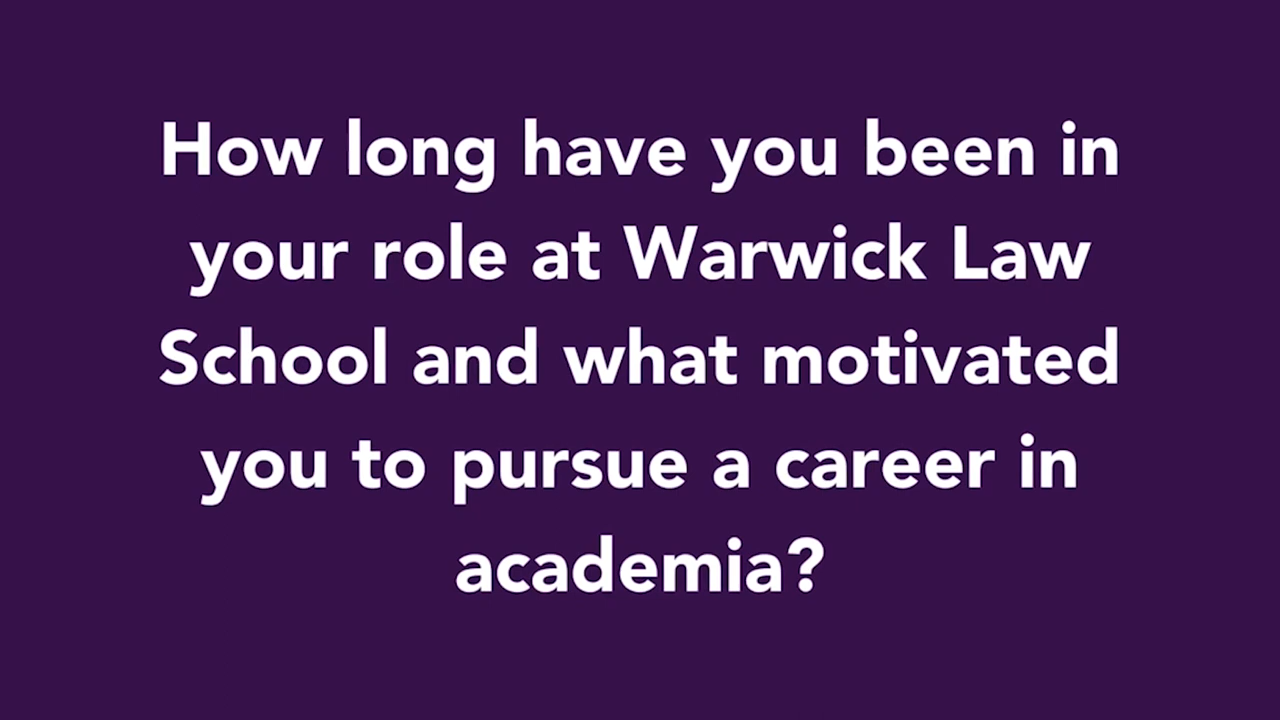 How long have you been in
your role at Warwick Law
School and what motivated
you to pursue a career in
academia?